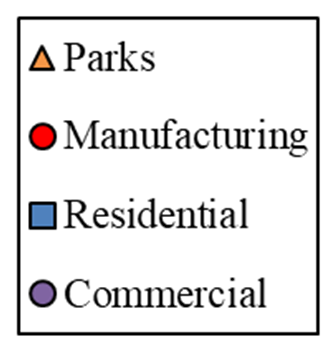 Parks
Manufacturing
Residential
Commercial